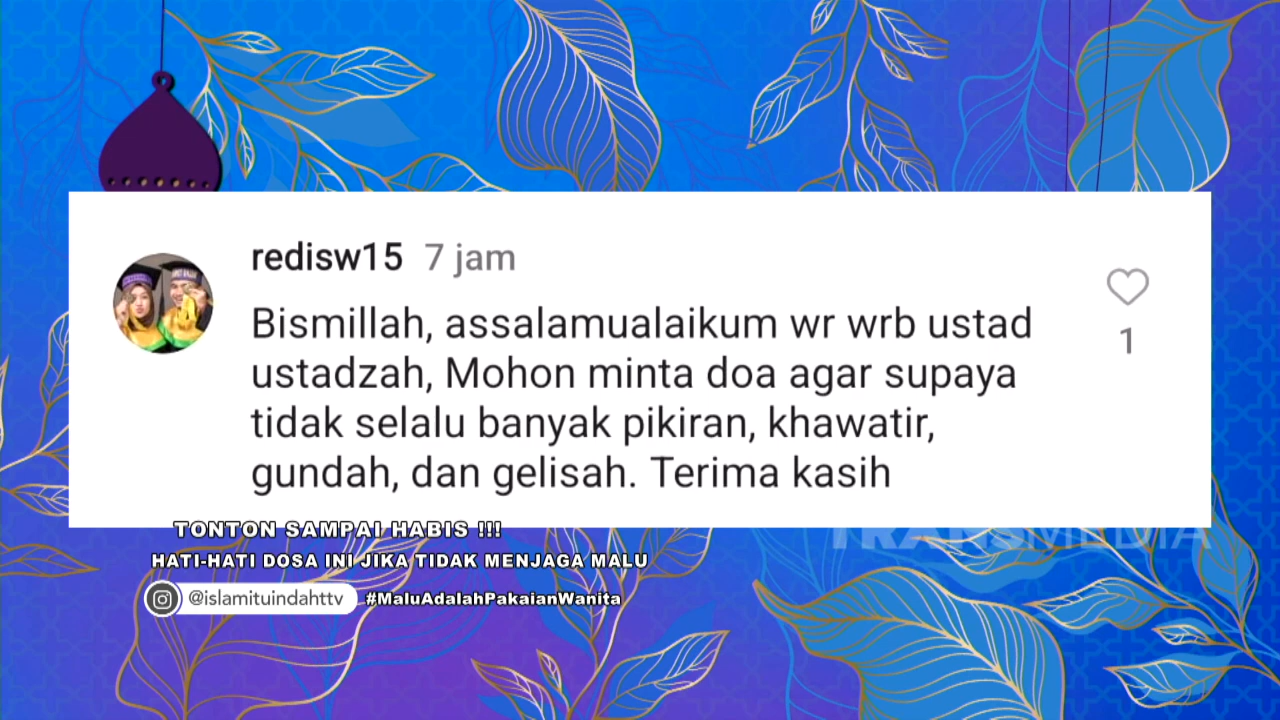 redisw15 7 jam
Bismillah, assalamualaikum wr wrb ustad
ustadzah, Mohon minta doa agar supaya
tidak selalu banyak pikiran, khawatir,
gundah, dan gelisah. Terima kasih
1
TRANSMEDIA
TONTON SAMPAI HABIS !!!
HATI-HATI DOSA INI JIKA TIDAK MENJAGA MALU
@islamituindahttv #MaluAdalahPakaianWanita